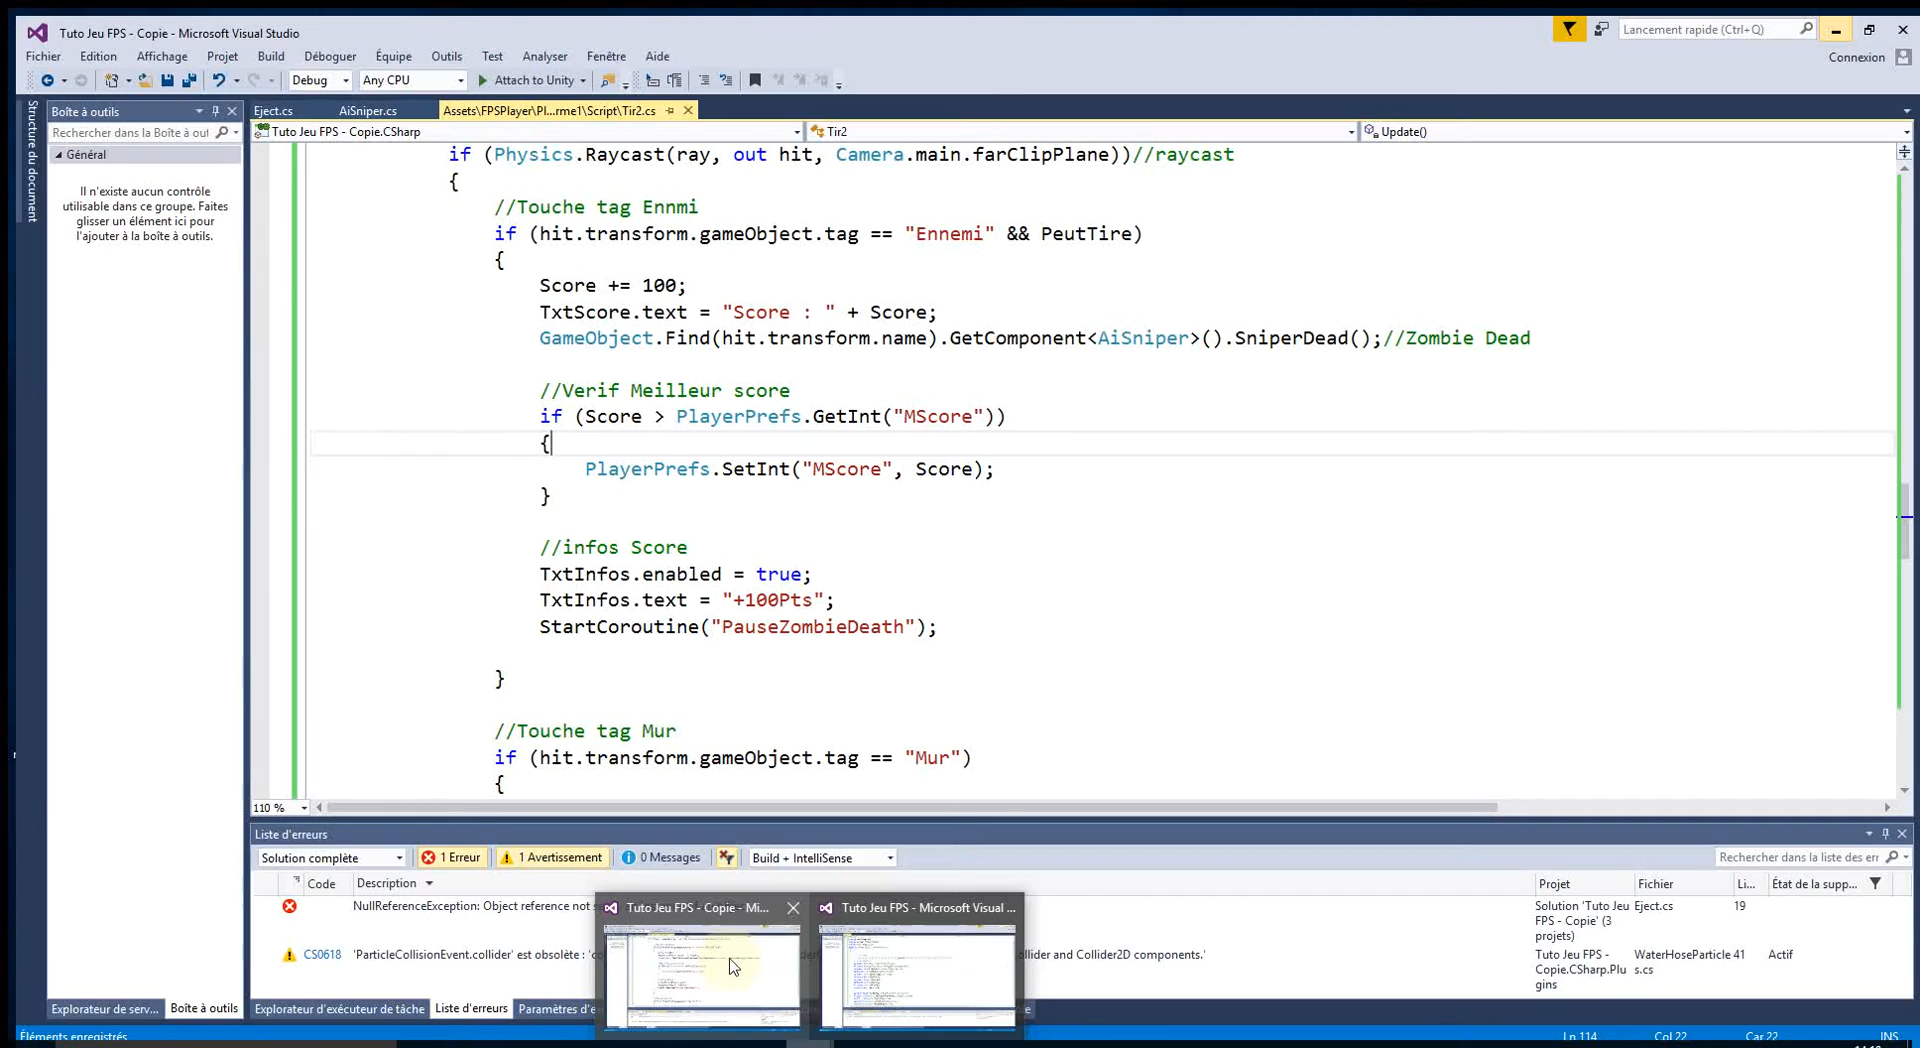 Tuto Jeu FPS - Copie - Microsoft Visual Studio
Lancement rapide (Ctrl+Q)
Fichier Edition Affichage Projet Build Déboguer Équipe Outils Test Analyser Fenêtre Aide
Connexion
Debug Any CPU Attach to Unity
Structure du document
Boîte à outils
Rechercher dans la Boîte à out
Général
Il n'existe aucun contrôle
utilisable dans ce groupe. Faites
glisser un élément ici pour
l'ajouter à la boîte à outils.
Eject.cs AiSniper.cs Assets\FPSPlayer\Pl...rme1\Script\Tir2.cs
Tuto Jeu FPS - Copie.CSharp Tir2 Update()
if (Physics.Raycast(ray, out hit, Camera.main.farClipPlane))//raycast
{
//Touche tag Ennmi
if (hit.transform.gameObject.tag == "Ennemi" && PeutTire)
{
Score += 100;
TxtScore.text = "Score : " + Score;
GameObject.Find(hit.transform.name).GetComponent<AiSniper>().SniperDead();//Zombie Dead
//Verif Meilleur score
if (Score > PlayerPrefs.GetInt("MScore"))
{
PlayerPrefs.SetInt("MScore", Score);
}
//infos Score
TxtInfos.enabled = true;
TxtInfos.text = "+100Pts";
StartCoroutine("PauseZombieDeath");
}
//Touche tag Mur
if (hit.transform.gameObject.tag == "Mur")
{
110 %
Liste d'erreurs
Solution complète 1 Erreur 1 Avertissement 0 Messages Build + IntelliSense
Rechercher dans la liste des err
Code Description Projet Fichier Li... État de la supp...
NullReferenceException: Object reference not s
Solution 'Tuto Jeu
FPS - Copie' (3
projets)
Eject.cs 19
CS0618 'ParticleCollisionEvent.collider' est obsolète : 'co
llider and Collider2D components.'
Tuto Jeu FPS -
Copie.CSharp.Plu
gins
WaterHoseParticle
s.cs
41 Actif
Tuto Jeu FPS - Copie - Mi...
Tuto Jeu FPS - Microsoft Visual ...
Explorateur de serv... Boîte à outils Explorateur d'exécuteur de tâche Liste d'erreurs Paramètres d'e
Éléments enregistrés
Ln 114 Col 22 Car 22 INS